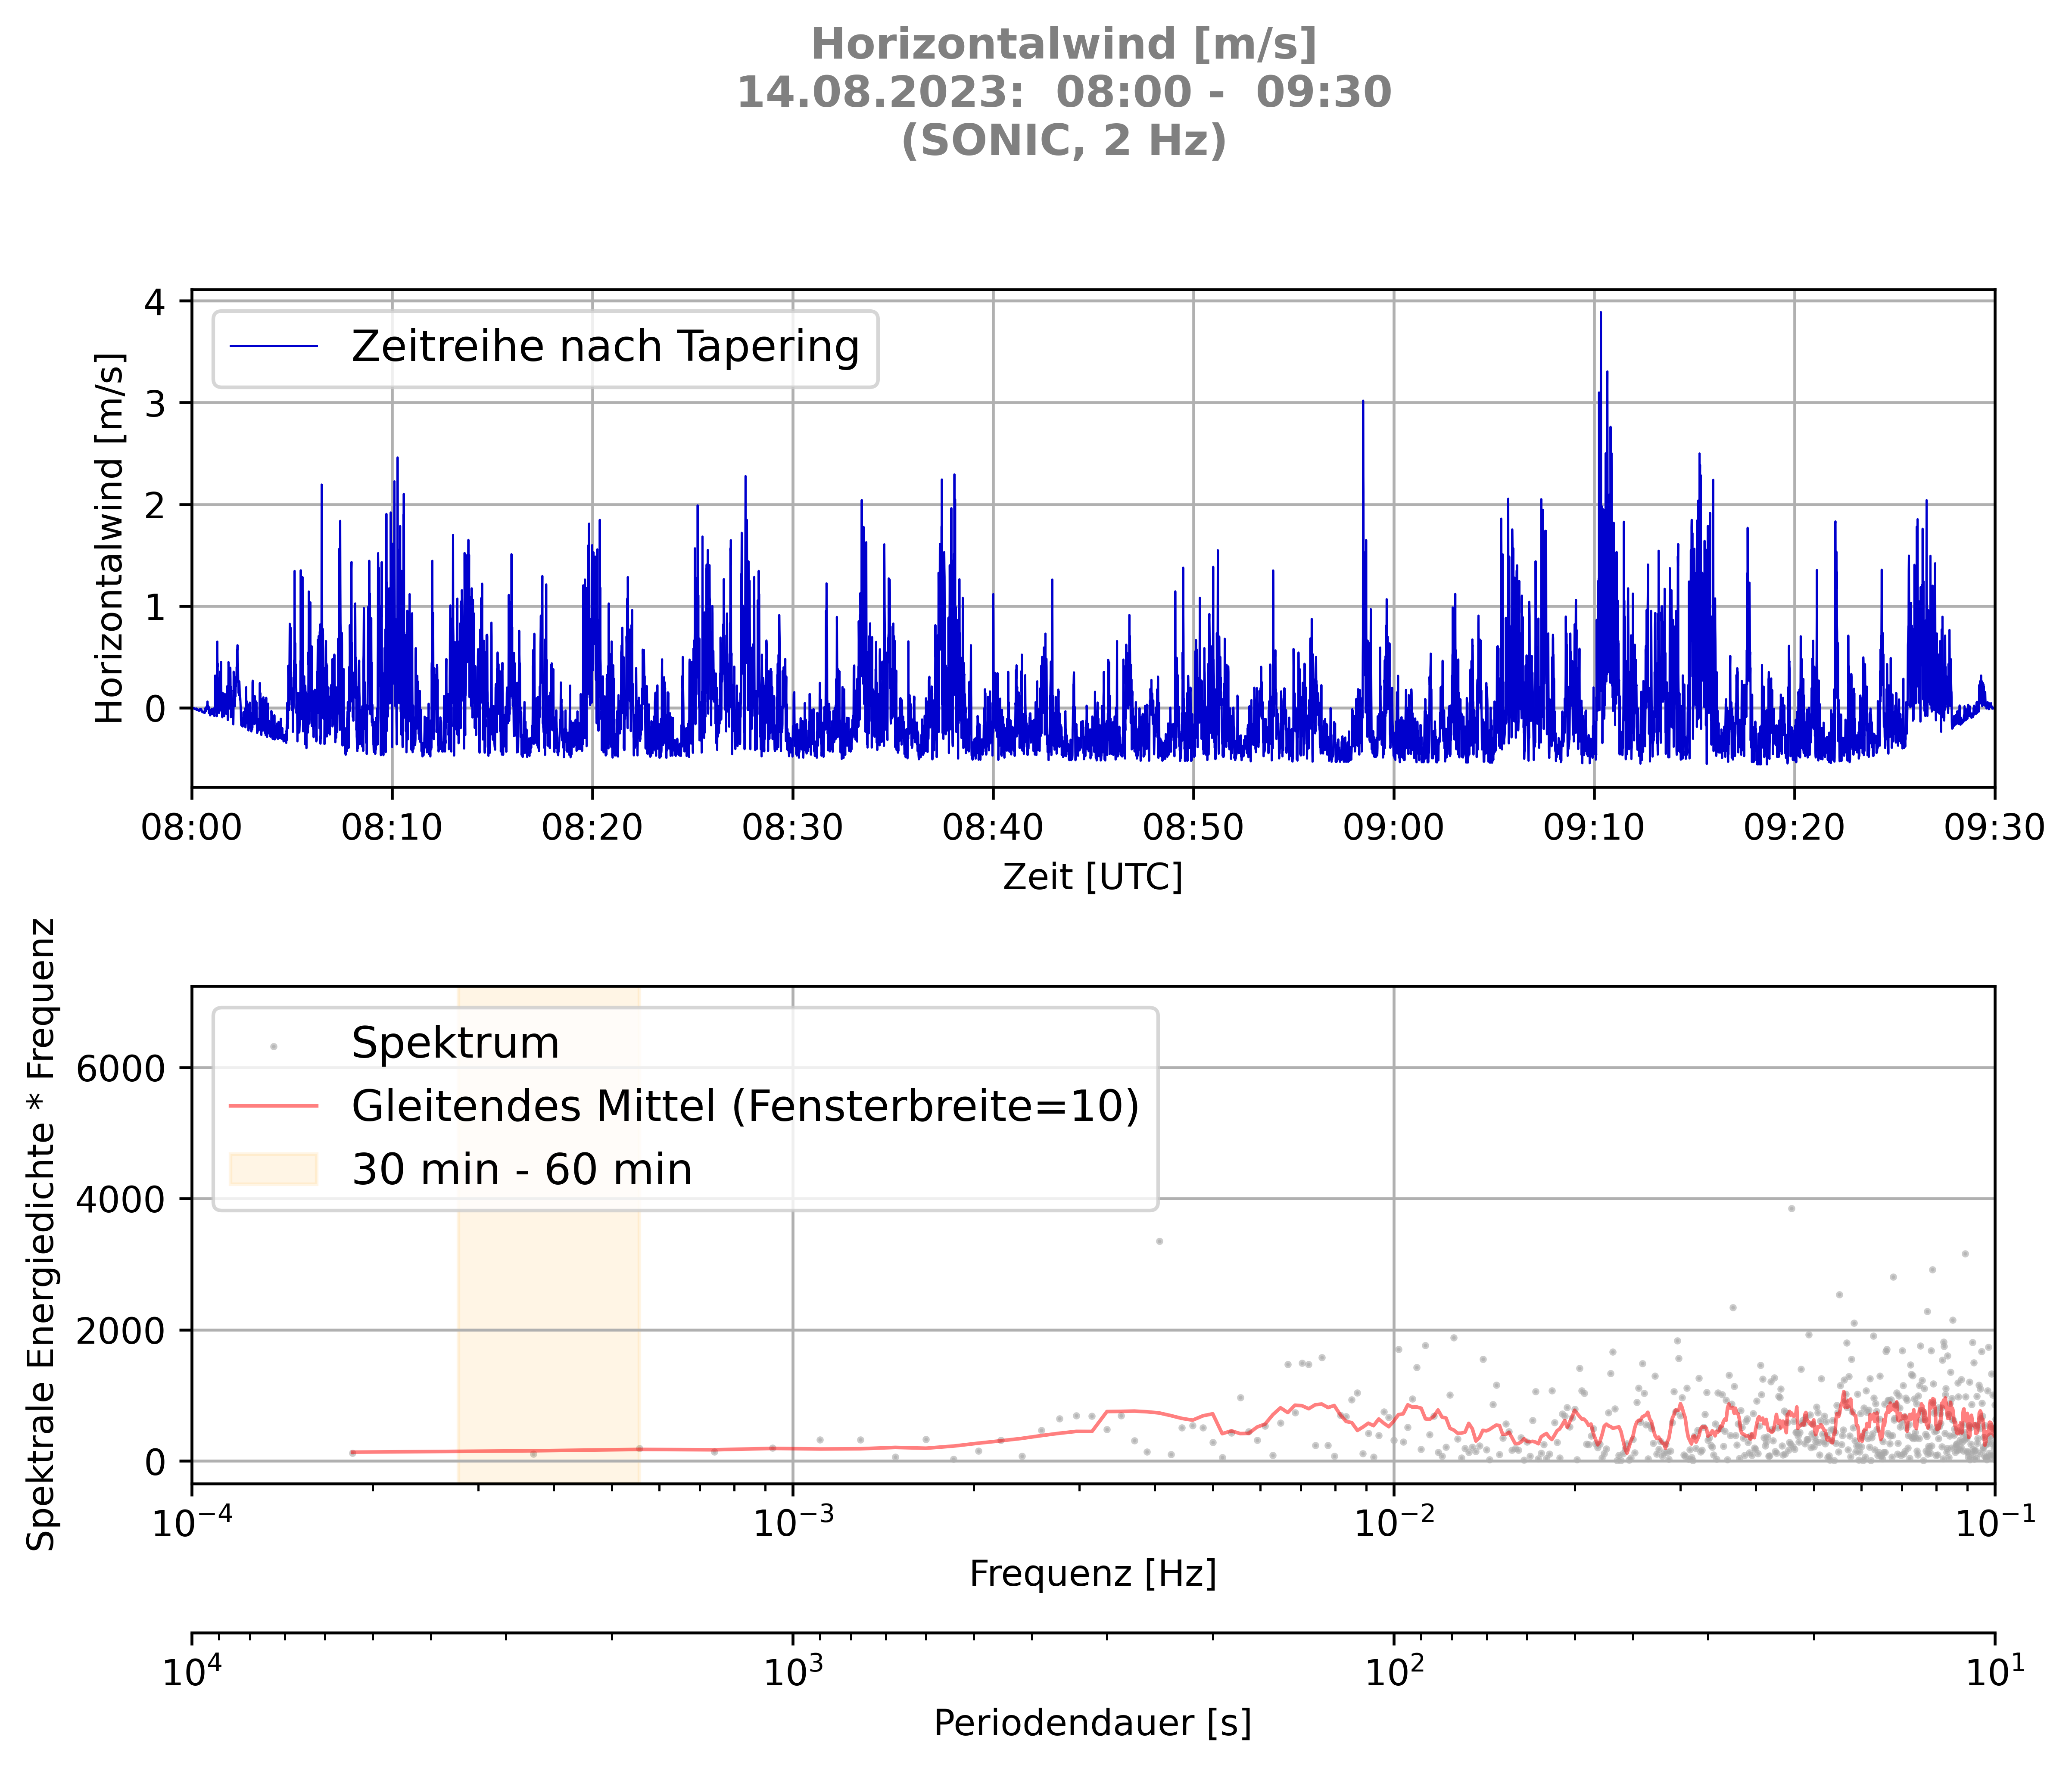 Horizontalwind [m/s]
14.08.2023:  08:00 -  09:30
(SONIC, 2 Hz)
Horizontalwind [m/s]
4
3
2
1
0
Zeitreihe nach Tapering
08:00 08:10 08:20 08:30 08:40 08:50 09:00 09:10 09:20 09:30
Zeit [UTC]
Spektrale Energiedichte * Frequenz
6000
4000
2000
0
Spektrum
Gleitendes Mittel (Fensterbreite=10)
30 min - 60 min
10⁻⁴ 10⁻³ 10⁻² 10⁻¹
Frequenz [Hz]
10⁴ 10³ 10² 10¹
Periodendauer [s]